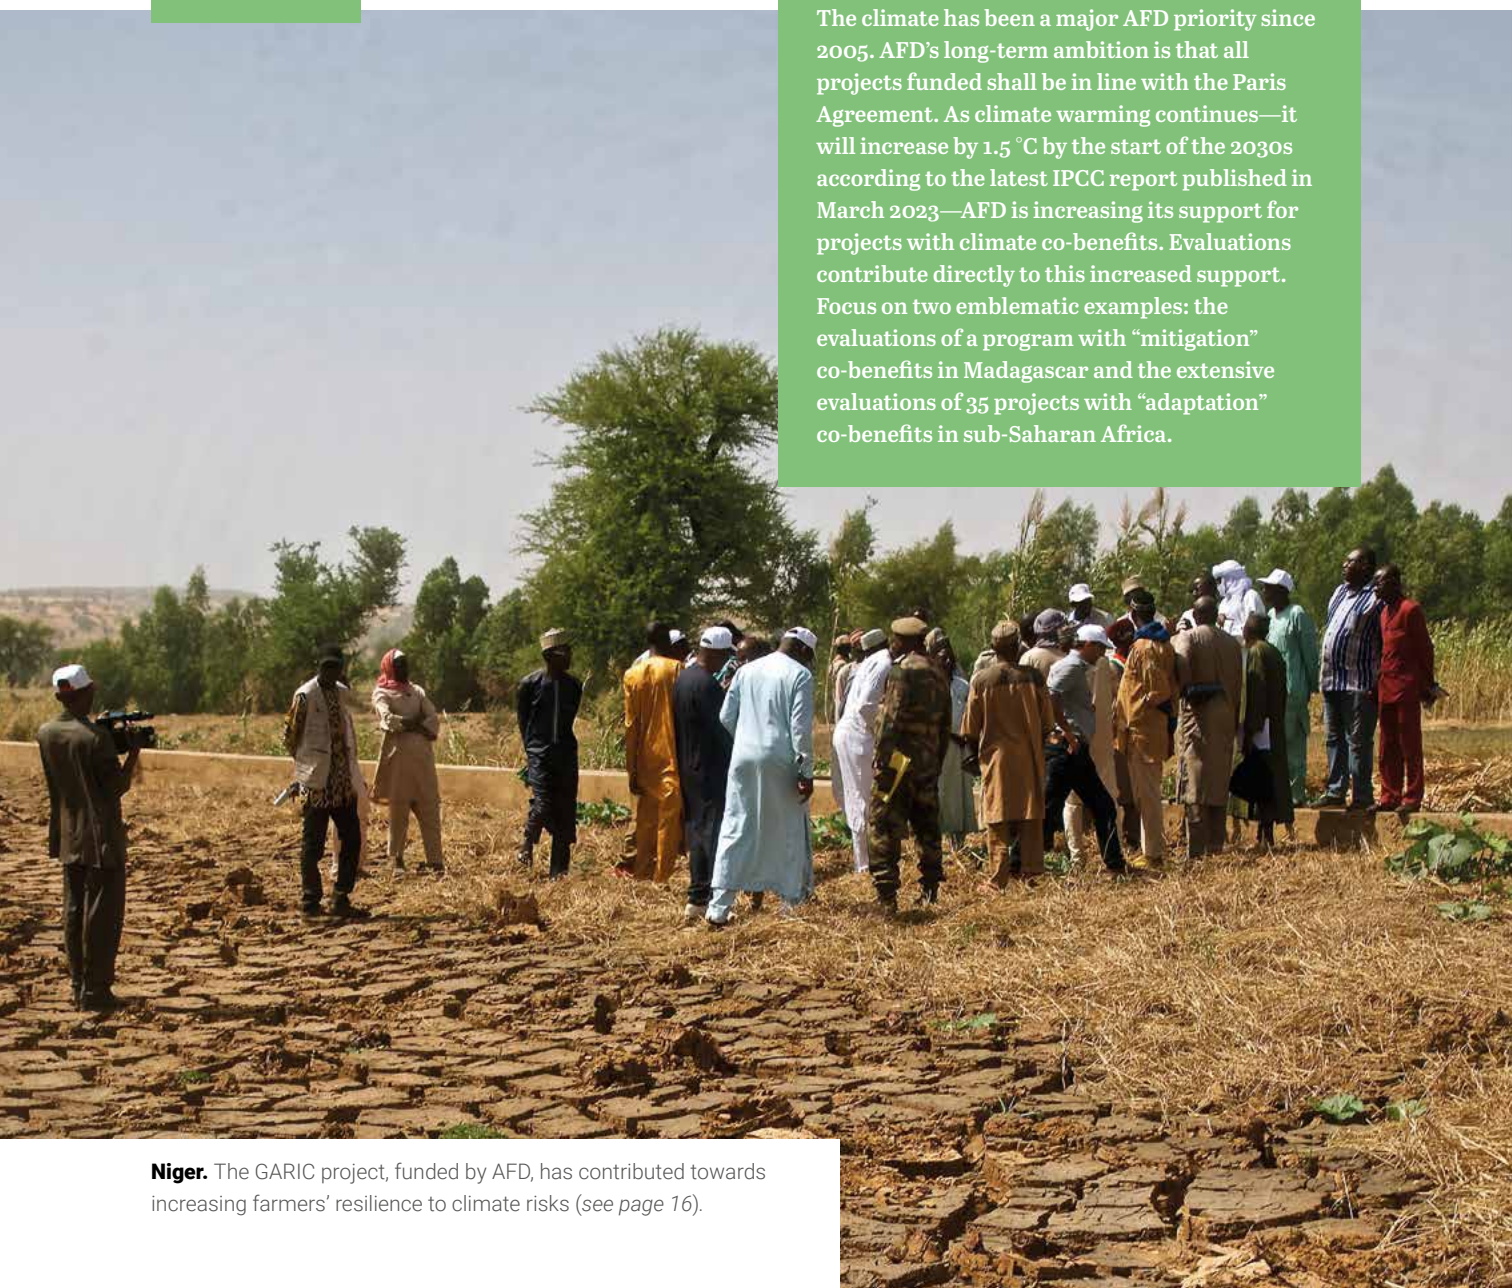 The climate has been a major AFD priority since
2005. AFD’s long-term ambition is that all
projects funded shall be in line with the Paris
Agreement. As climate warming continues—it
will increase by 1.5 °C by the start of the 2030s
according to the latest IPCC report published in
March 2023—AFD is increasing its support for
projects with climate co-benefits. Evaluations
contribute directly to this increased support.
Focus on two emblematic examples: the
evaluations of a program with “mitigation”
co-benefits in Madagascar and the extensive
evaluations of 35 projects with “adaptation”
co-benefits in sub-Saharan Africa.
Niger. The GARIC project, funded by AFD, has contributed towards
increasing farmers’ resilience to climate risks (see page 16).